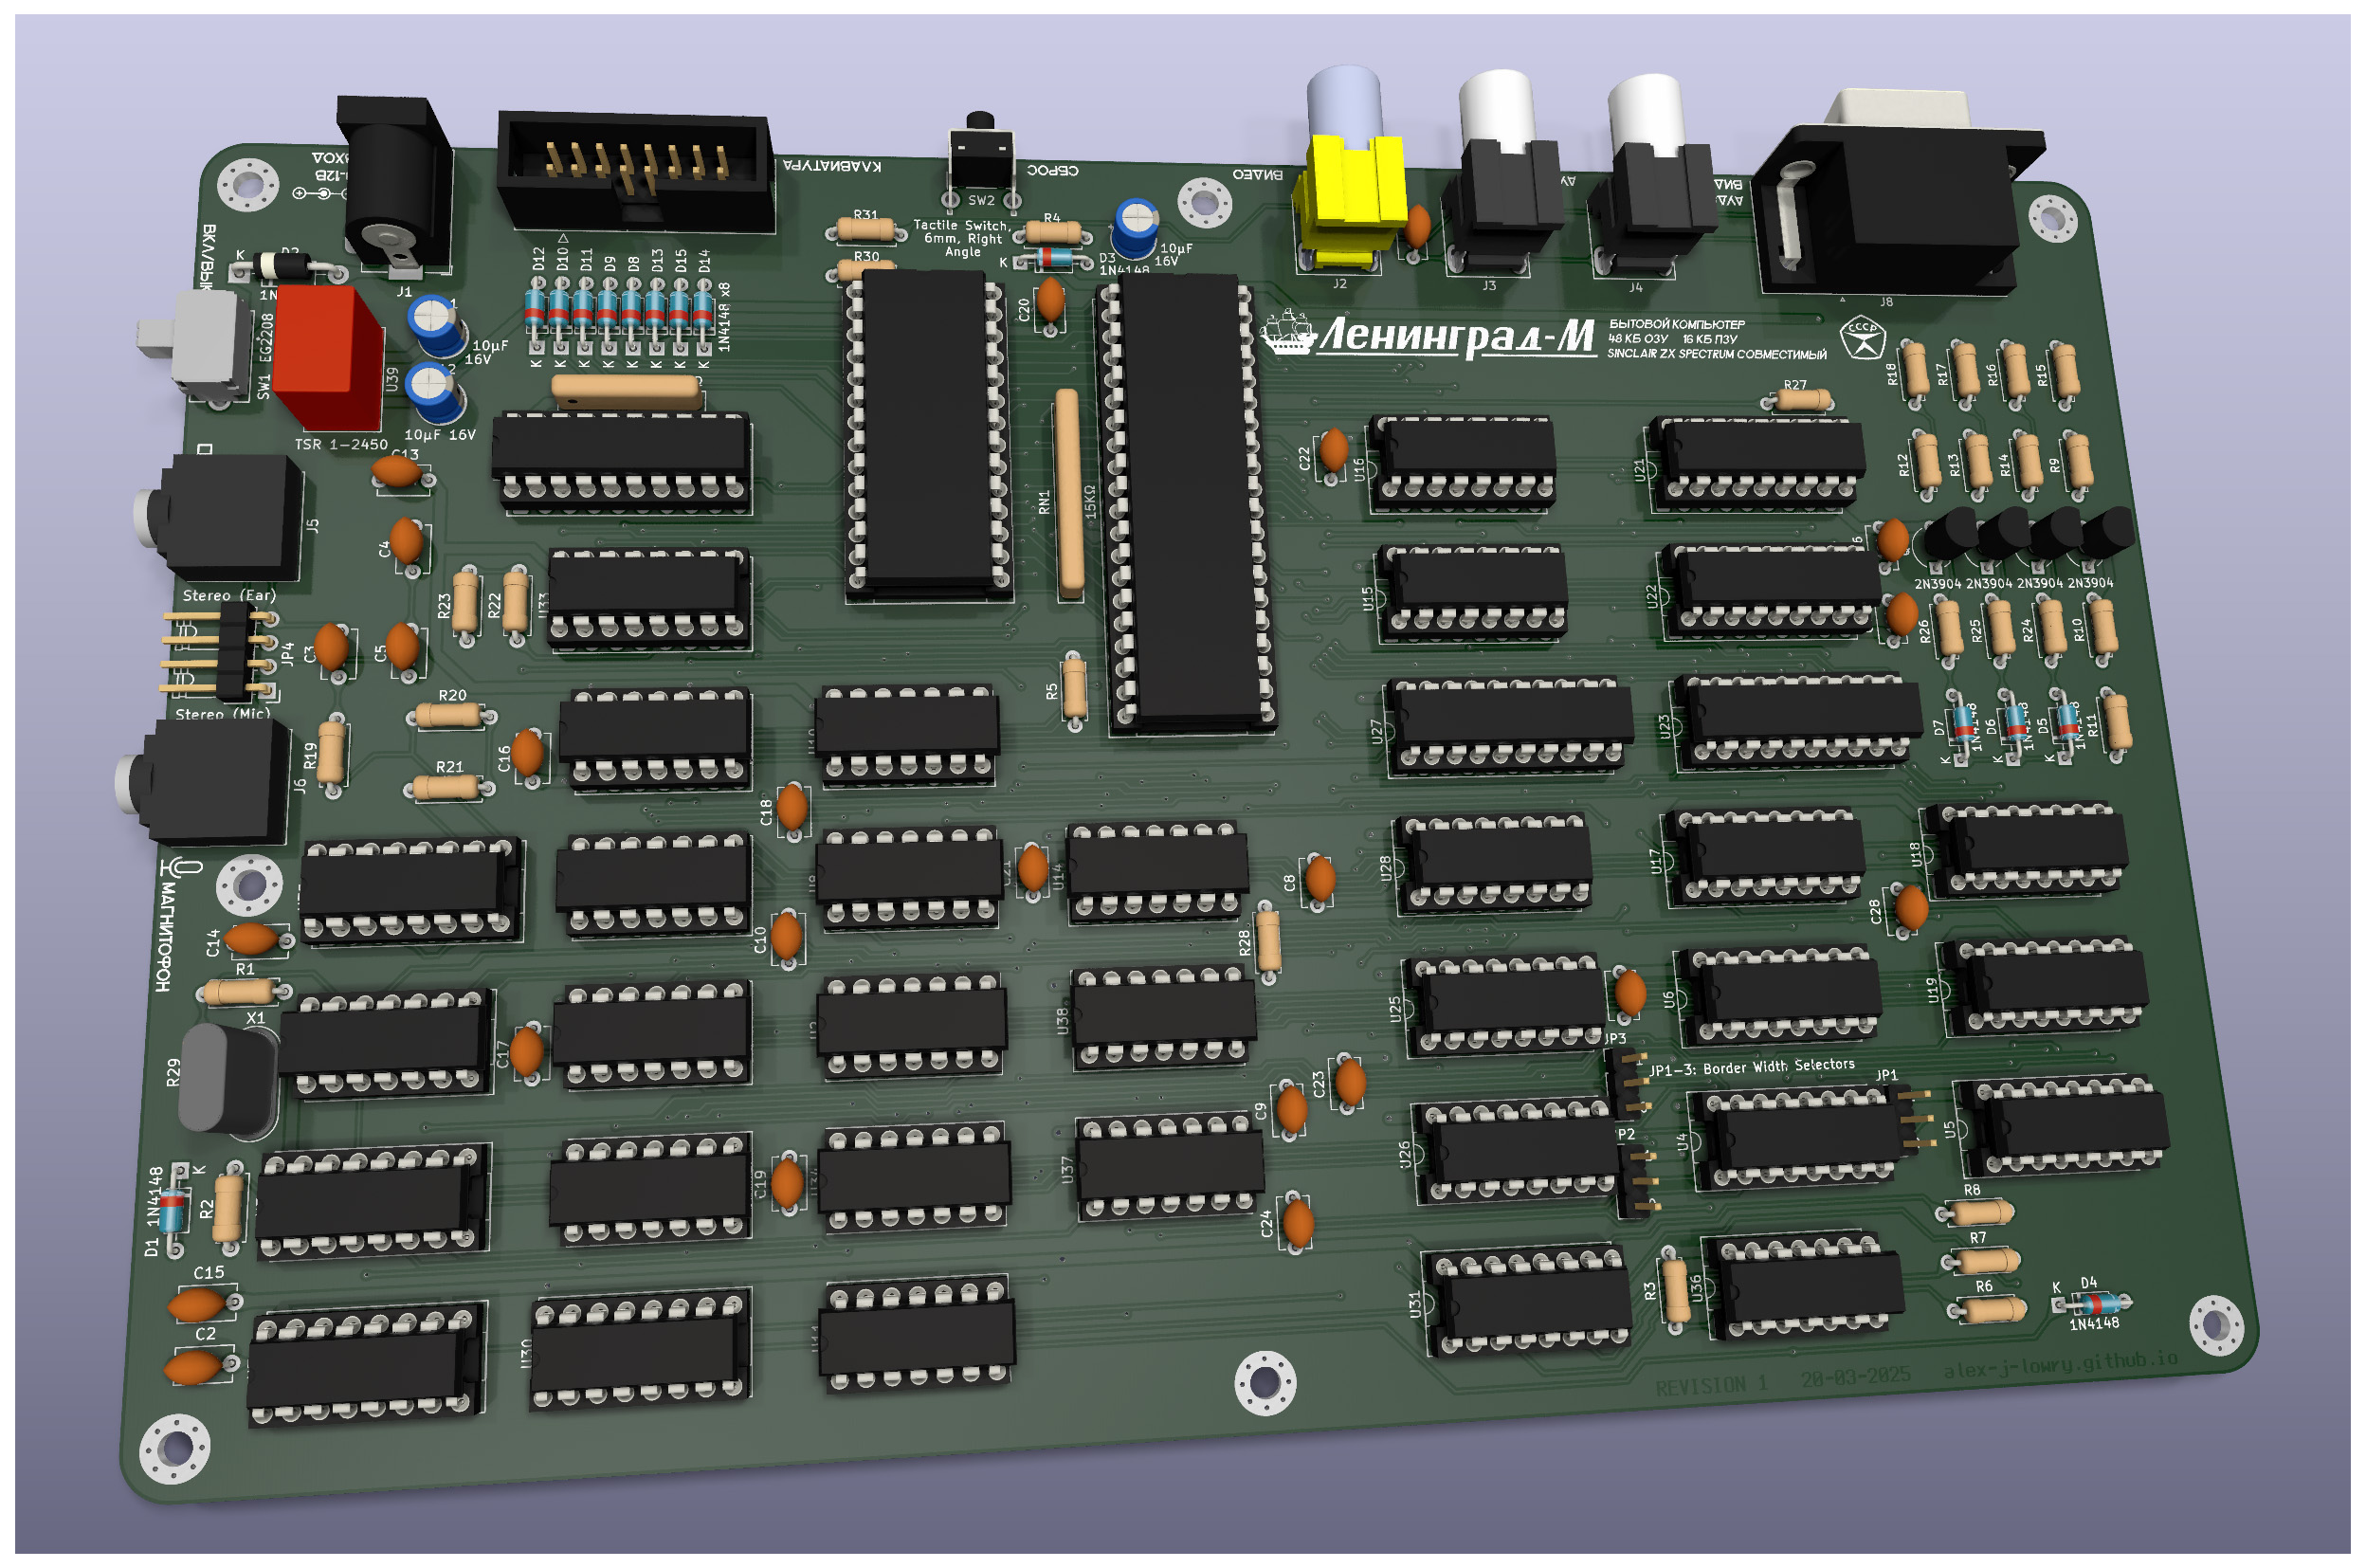 КЛАВИАТУРА
СБРОС
ВИДЕО
SW2
Tactile Switch,
6mm, Right
Angle
R31
R30
R4
K
D3
1N4148
10µF
16V
C20
J1
J2
J3
J4
J8
K
SW1 EG2208
U39
10µF
16V
10µF 16V
TSR 1-2450
D12
D10
D11
D9
D8
D13
D15
D14
1N4148 x8
K K K K K K K K
Ленинград-М
БЫТОВОЙ КОМПЬЮТЕР
48 КБ ОЗУ 16 КБ ПЗУ
SINCLAIR ZX SPECTRUM СОВМЕСТИМЫЙ
СССР
R18
R17
R16
R15
R27
R12
R13
R14
R9
C13
C4
J5
Stereo (Ear)
JP4
Stereo (Mic)
J6
C3
C5
R23
R22
U33
RN1
15KΩ
C22
U16
U21
U15
U22
2N3904
2N3904
2N3904
2N3904
R26
R25
R24
R10
R5
R20
R21
R19
C16
C18
U27
U23
D7
1N4148
D6
1N4148
D5
1N4148
R11
K K K
МАГНИТОФОН
C14
R1
X1
R29
C10
U14
C8
R28
U28
U17
U18
C28
C17
U38
U25
U6
U19
JP3
JP1-3: Border Width Selectors
JP1
C23
C9
U26
U4
U5
D1 1N4148
K
R2
C19
U37
C24
C15
C2
U30
U31
R3
U36
R8
R7
R6
K
D4
1N4148
REVISION 1 20-03-2025 alex-j-lowry.github.io